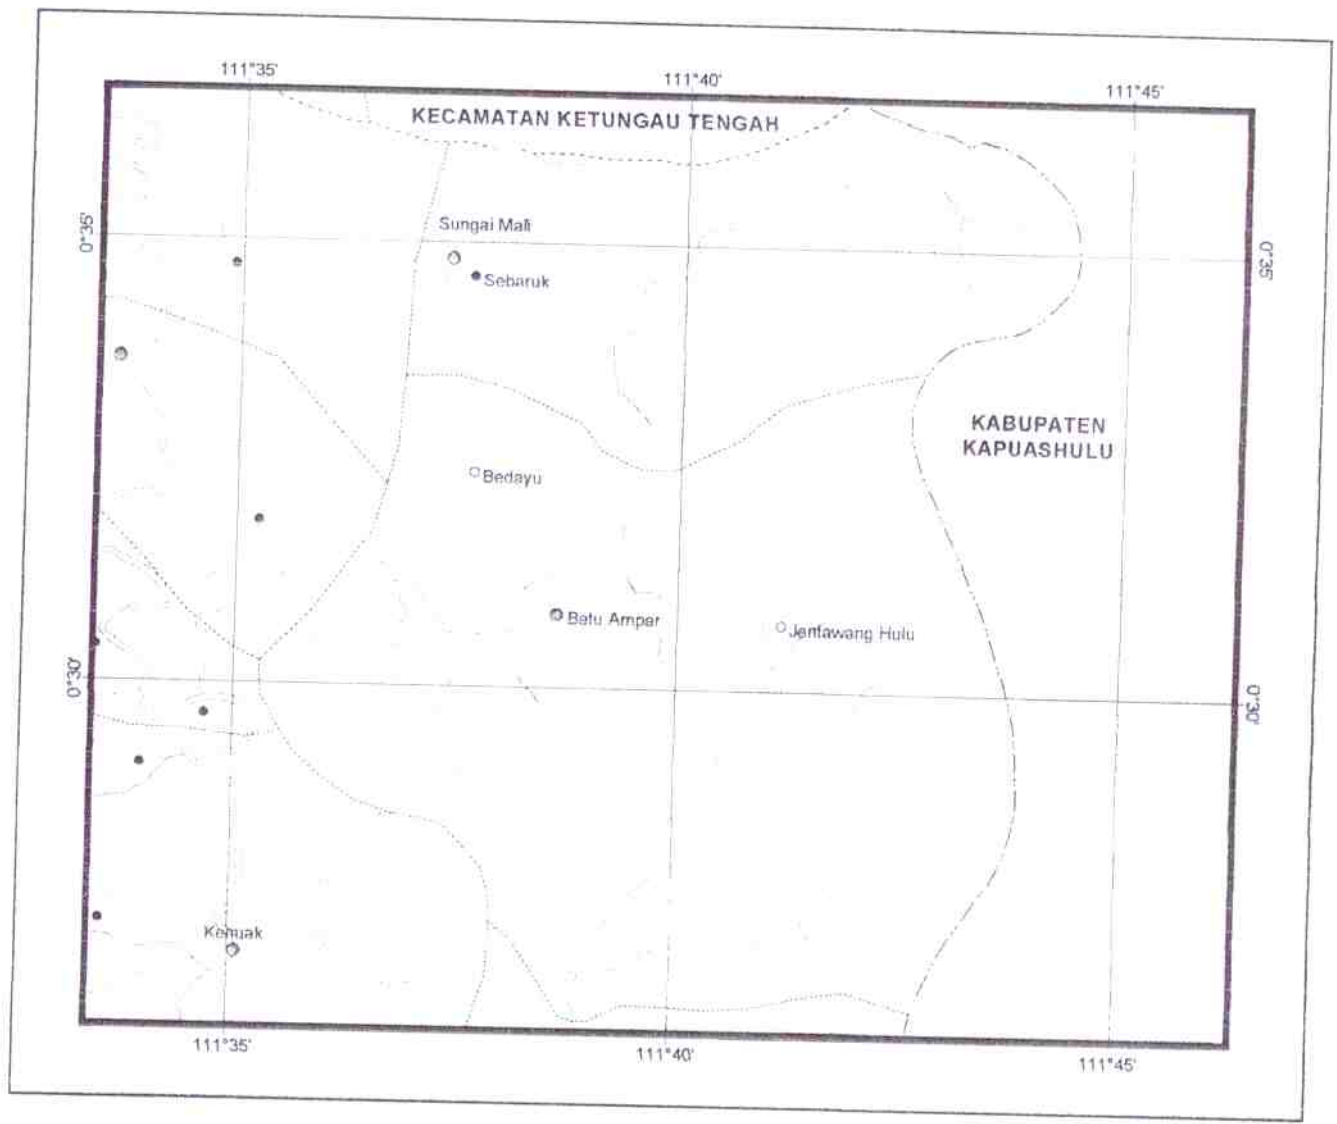 111°35'
111°40'
111°45'
KECAMATAN KETUNGAU TENGAH
0°35'
Sungai Mali
0°35'
Sebaruk
KABUPATEN
KAPUASHULU
Bedayu
Batu Ampar
Jentawang Hulu
0°30'
0°30'
Kenuak
111°35'
111°40'
111°45'